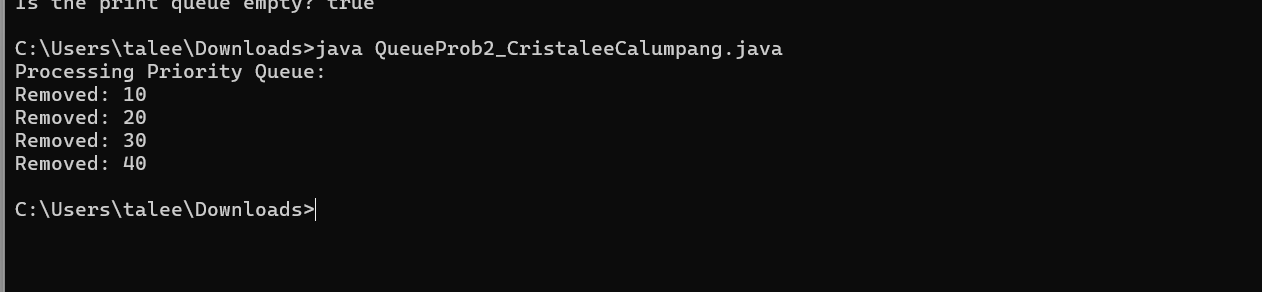 Is the print queue empty? true
C:\Users\talee\Downloads>java QueueProb2_CristaleeCalumpang.java
Processing Priority Queue:
Removed: 10
Removed: 20
Removed: 30
Removed: 40
C:\Users\talee\Downloads>